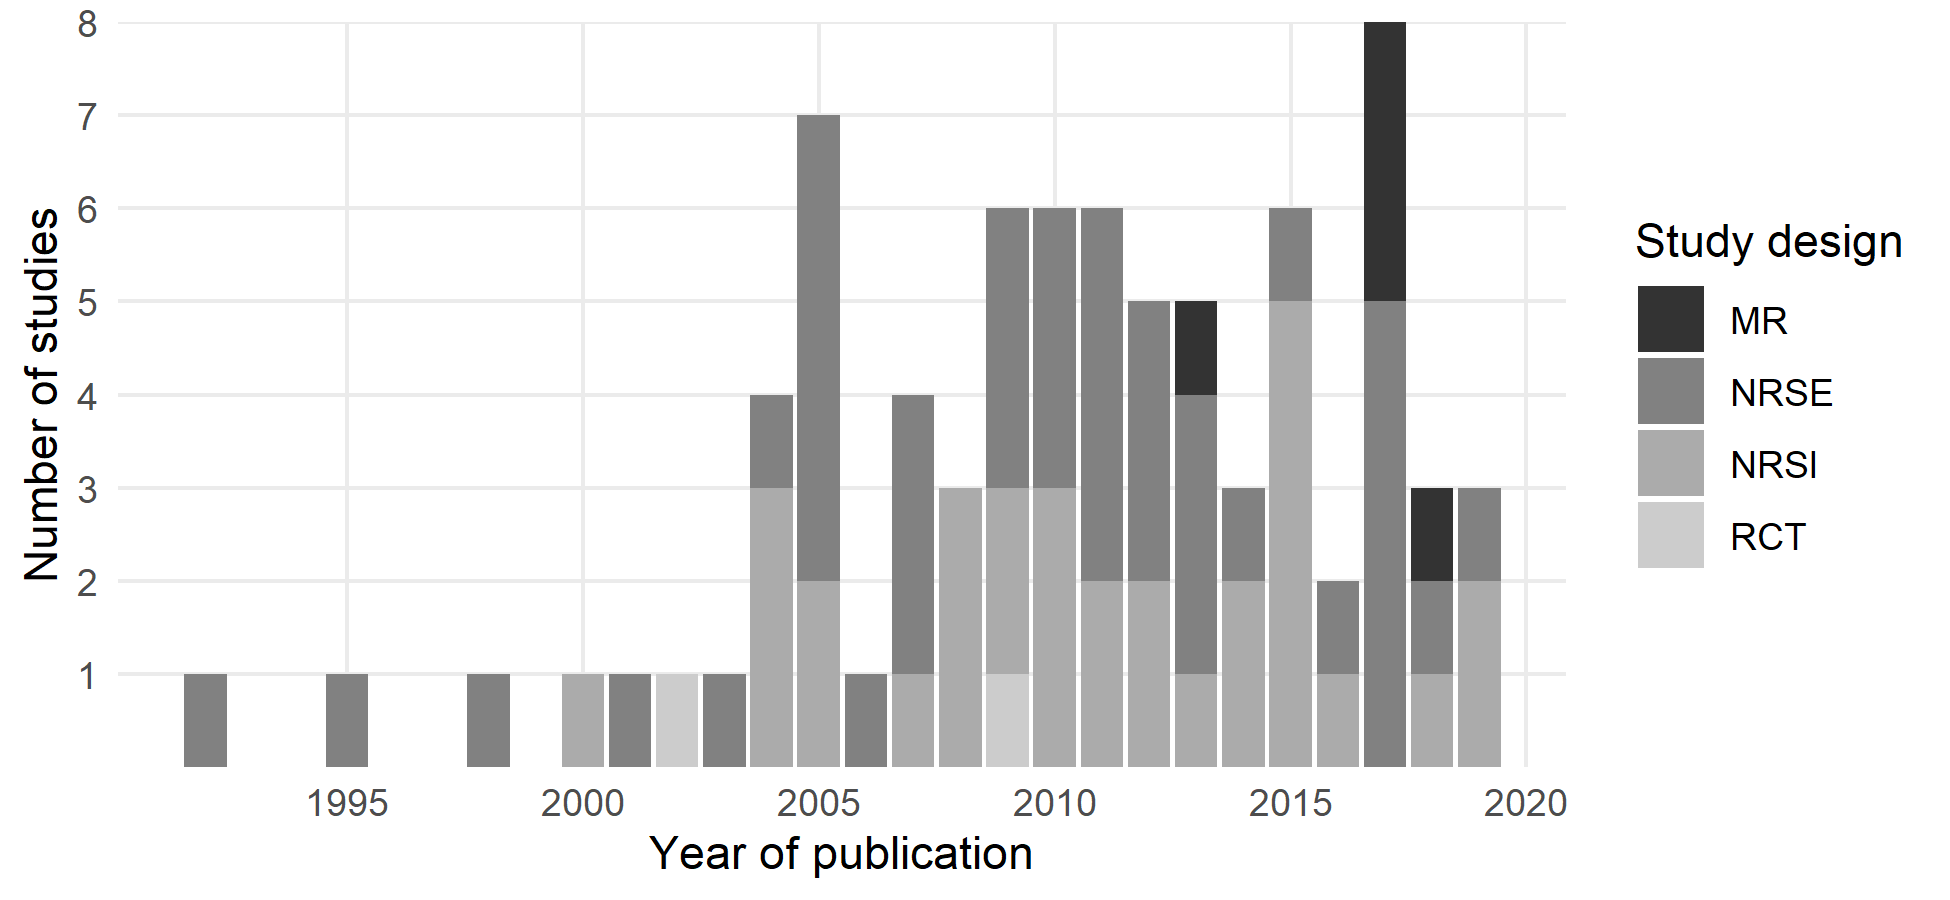 Number of studies
8
7
6
5
4
3
2
1
1995 2000 2005 2010 2015 2020
Year of publication
Study design
MR
NRSE
NRSI
RCT